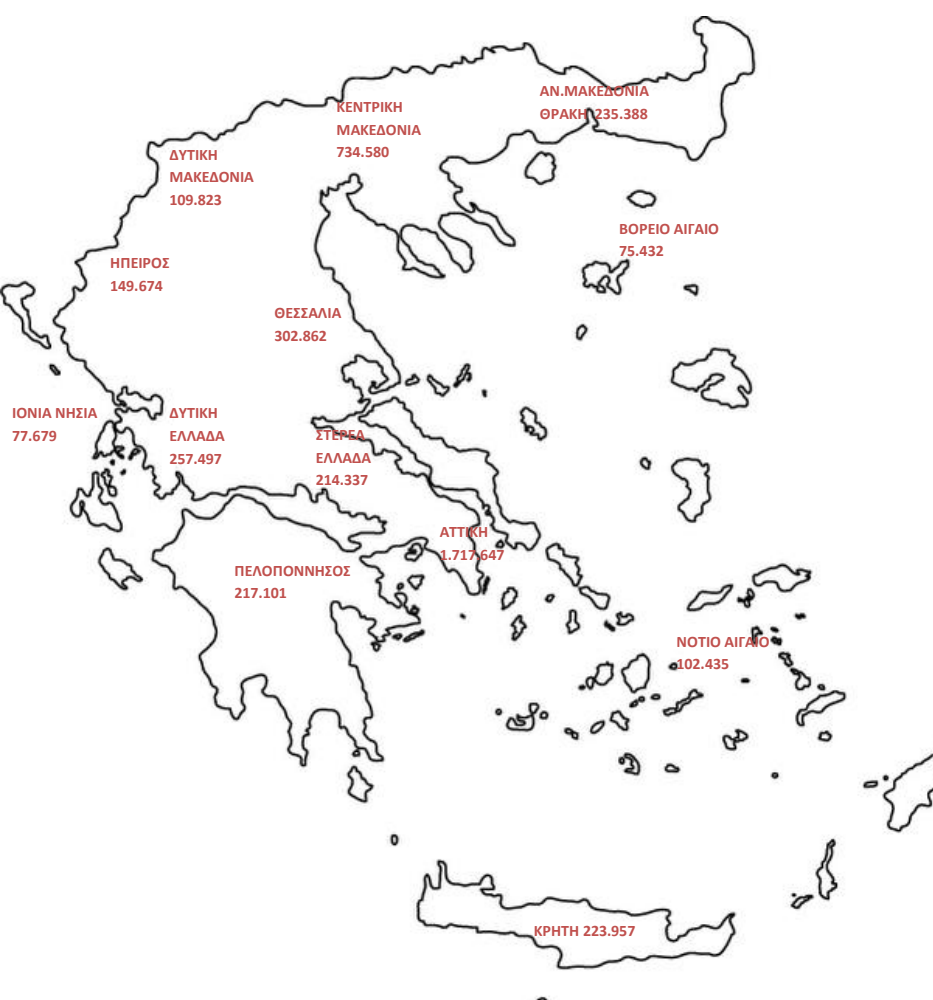 ΑΝ.ΜΑΚΕΔΟΝΙΑ
ΘΡΑΚΗ 235.388
ΚΕΝΤΡΙΚΗ
ΜΑΚΕΔΟΝΙΑ
734.580
ΔΥΤΙΚΗ
ΜΑΚΕΔΟΝΙΑ
109.823
ΒΟΡΕΙΟ ΑΙΓΑΙΟ
75.432
ΗΠΕΙΡΟΣ
149.674
ΘΕΣΣΑΛΙΑ
302.862
ΙΟΝΙΑ ΝΗΣΙΑ
77.679
ΔΥΤΙΚΗ
ΕΛΛΑΔΑ
257.497
ΣΤΕΡΕΑ
ΕΛΛΑΔΑ
214.337
ΑΤΤΙΚΗ
1.717.647
ΠΕΛΟΠΟΝΝΗΣΟΣ
217.101
ΝΟΤΙΟ ΑΙΓΑΙΟ
102.435
ΚΡΗΤΗ 223.957